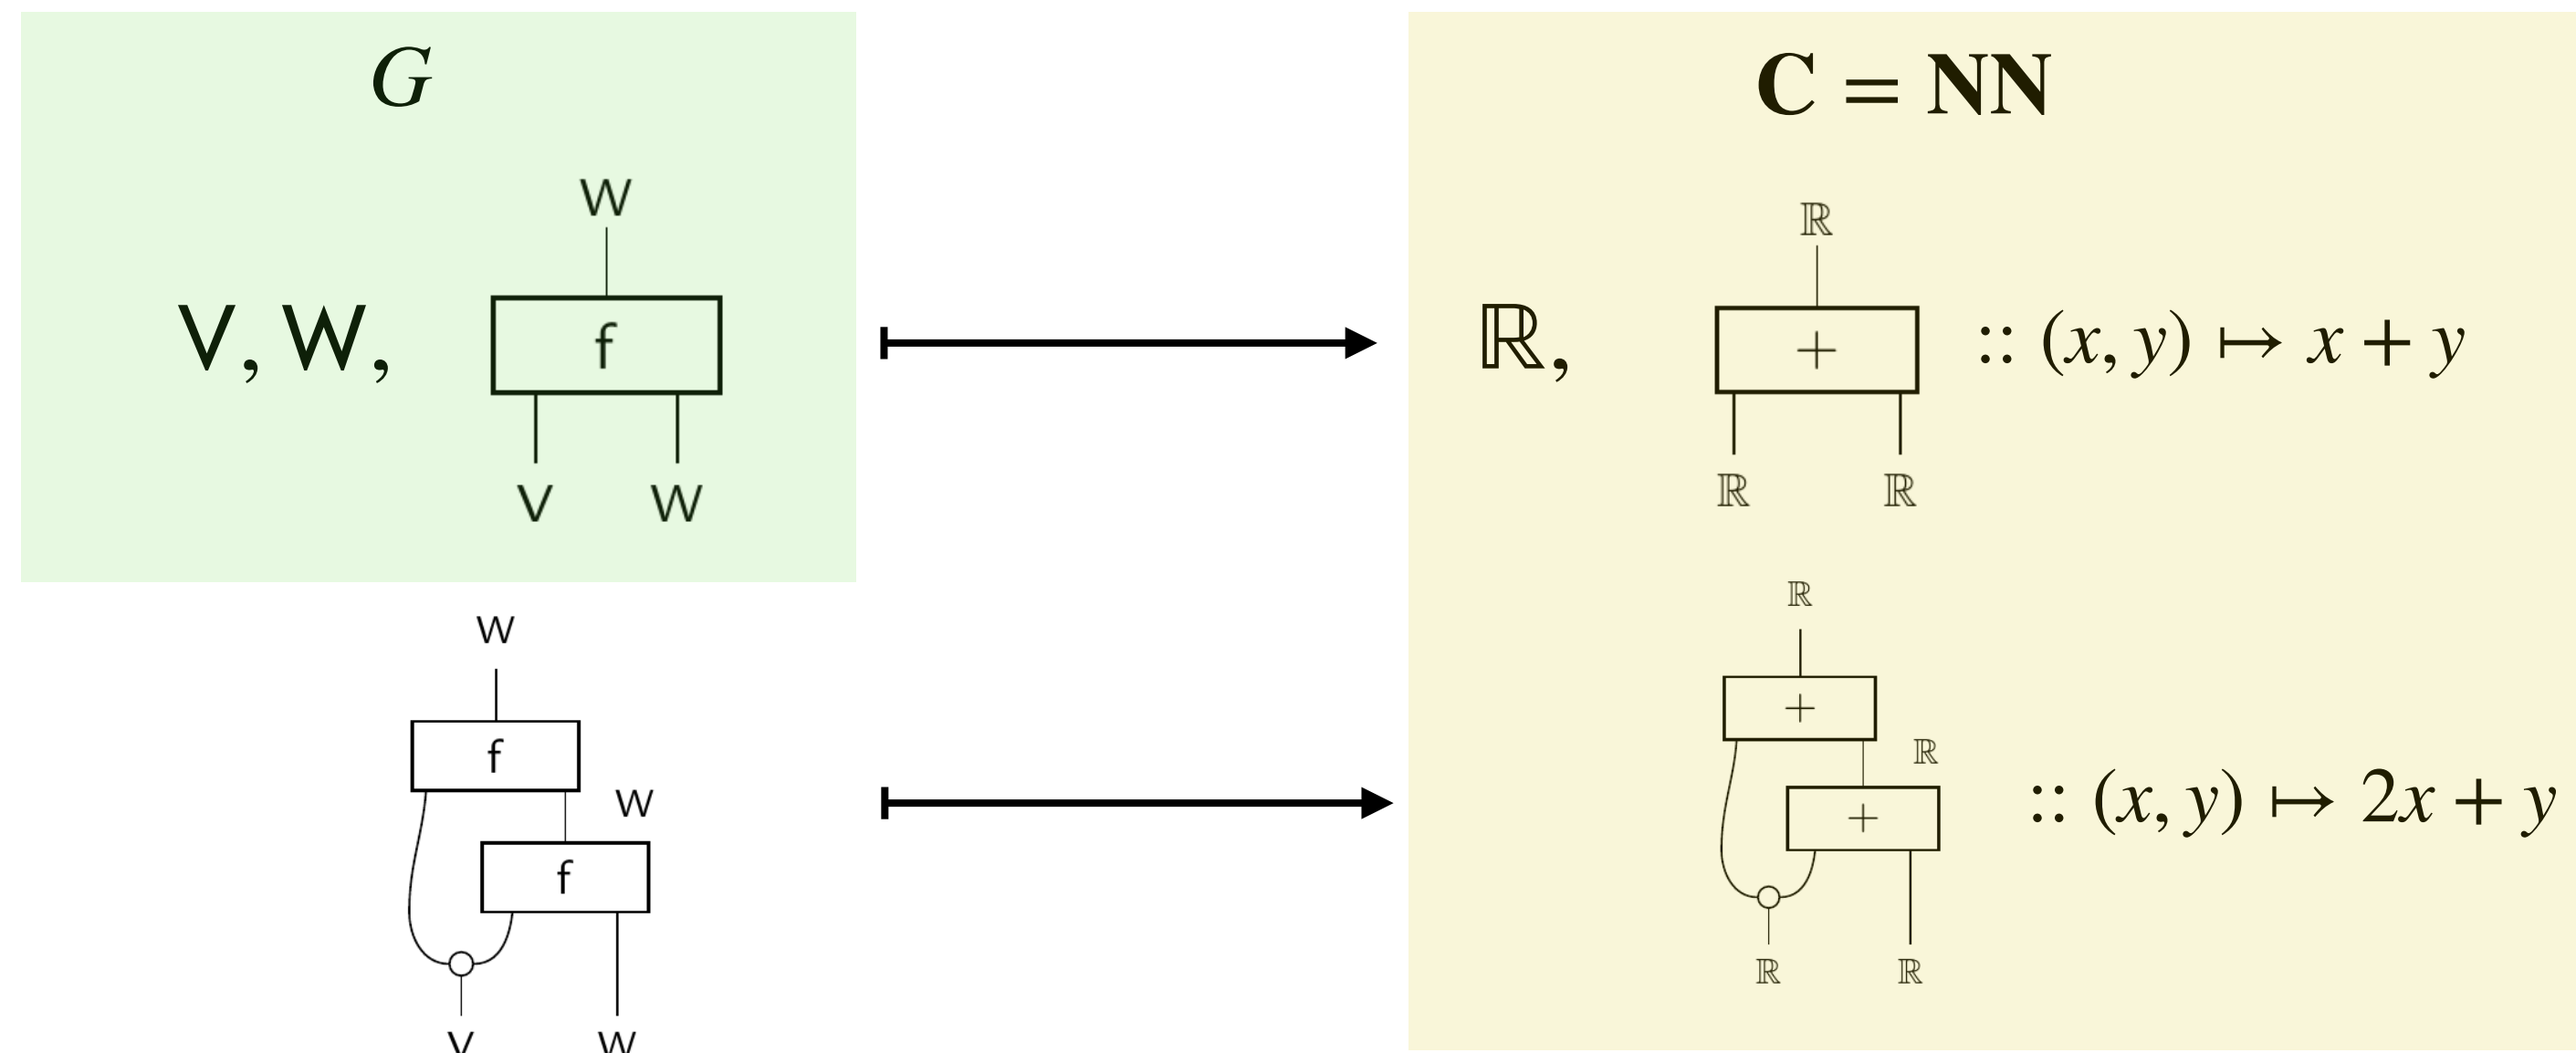 G
W
V, W,
f
V W
W
f
W
f
V W
C = NN
ℝ
ℝ,
+
:: (x, y) ↦ x + y
ℝ ℝ
ℝ
+
ℝ
+
:: (x, y) ↦ 2x + y
ℝ ℝ